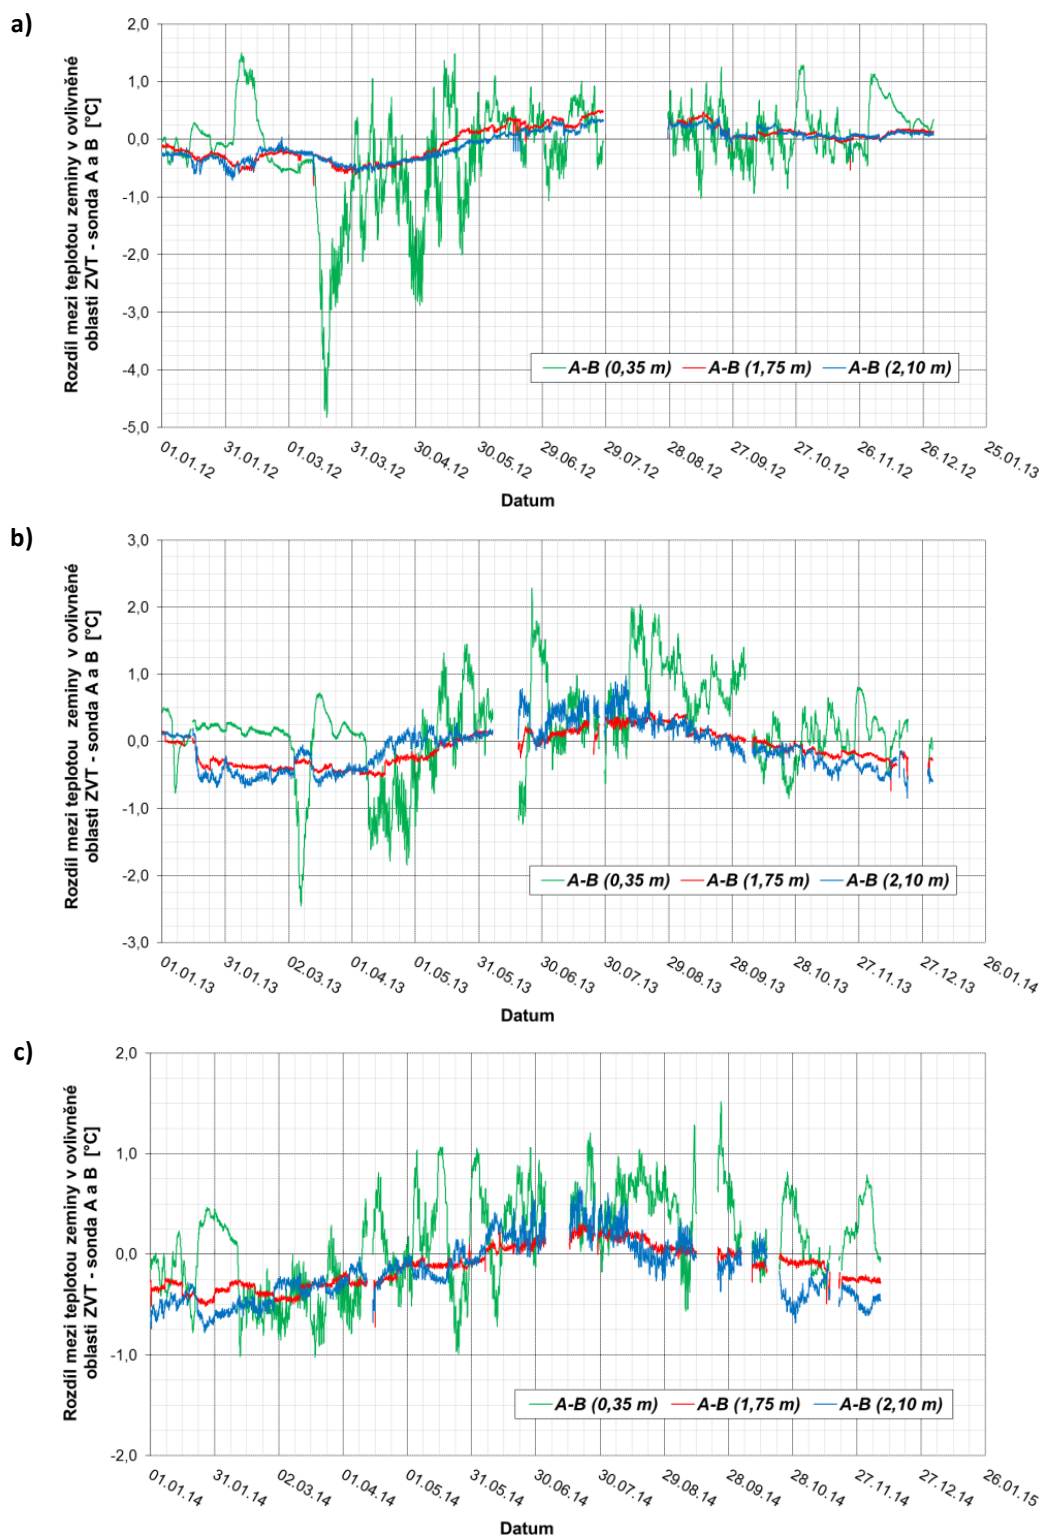 a)
Rozdíl mezi teplotou zeminy v ovlivněné
oblasti ZVT - sonda A a B [°C]
2,0
1,0
0,0
-1,0
-2,0
-3,0
-4,0
-5,0
A-B (0,35 m) A-B (1,75 m) A-B (2,10 m)
01.01.12 31.01.12 01.03.12 31.03.12 30.04.12 30.05.12 29.06.12 29.07.12 28.08.12 27.09.12 27.10.12 26.11.12 26.12.12 25.01.13
Datum
b)
Rozdíl mezi teplotou zeminy v ovlivněné
oblasti ZVT - sonda A a B [°C]
3,0
2,0
1,0
0,0
-1,0
-2,0
-3,0
A-B (0,35 m) A-B (1,75 m) A-B (2,10 m)
01.01.13 31.01.13 02.03.13 01.04.13 01.05.13 31.05.13 30.06.13 30.07.13 29.08.13 28.09.13 28.10.13 27.11.13 27.12.13 26.01.14
Datum
c)
Rozdíl mezi teplotou zeminy v ovlivněné
oblasti ZVT - sonda A a B [°C]
2,0
1,0
0,0
-1,0
-2,0
A-B (0,35 m) A-B (1,75 m) A-B (2,10 m)
01.01.14 31.01.14 02.03.14 01.04.14 01.05.14 31.05.14 30.06.14 30.07.14 29.08.14 28.09.14 28.10.14 27.11.14 27.12.14 26.01.15
Datum